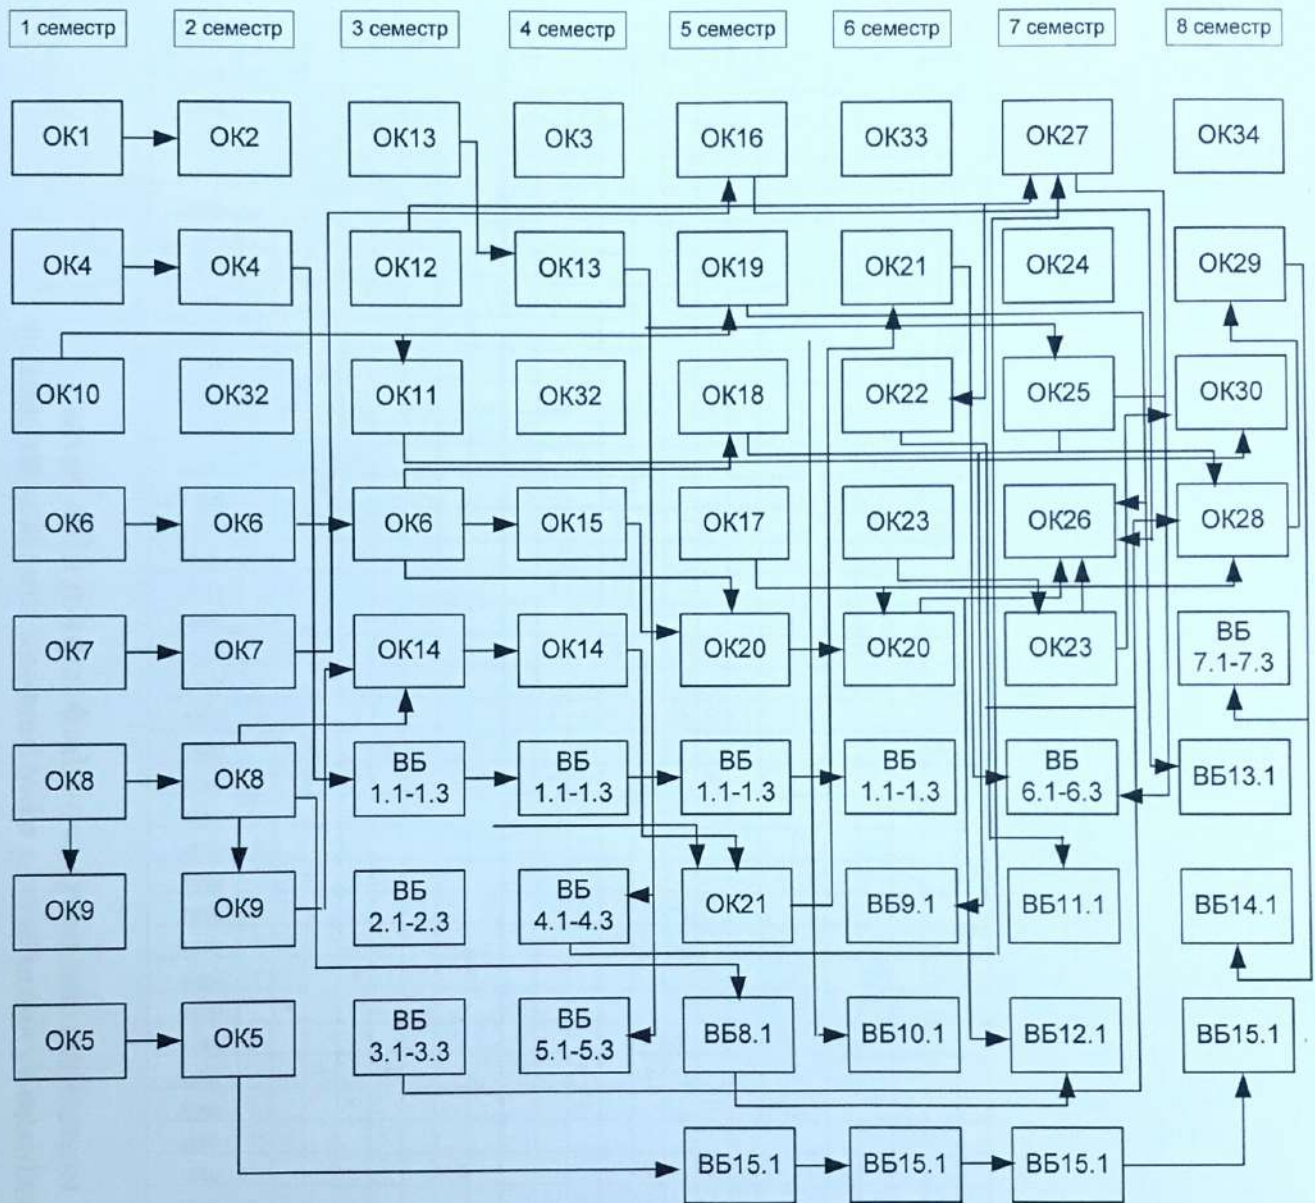 1 семестр 2 семестр 3 семестр 4 семестр 5 семестр 6 семестр 7 семестр 8 семестр
ОК1 ОК2 ОК13 ОК3 ОК16 ОК33 ОК27 ОК34
ОК4 ОК4 ОК12 ОК13 ОК19 ОК21 ОК24 ОК29
ОК10 ОК32 ОК11 ОК32 ОК18 ОК22 ОК25 ОК30
ОК6 ОК6 ОК6 ОК15 ОК17 ОК23 ОК26 ОК28
ОК7 ОК7 ОК14 ОК14 ОК20 ОК20 ОК23 ВБ
7.1-7.3
ОК8 ОК8 ВБ ВБ ВБ ВБ ВБ ВБ13.1
1.1-1.3 1.1-1.3 1.1-1.3 1.1-1.3 6.1-6.3
ОК9 ОК9 ВБ ВБ ОК21 ВБ9.1 ВБ11.1 ВБ14.1
2.1-2.3 4.1-4.3
ОК5 ОК5 ВБ ВБ ВБ8.1 ВБ10.1 ВБ12.1 ВБ15.1
3.1-3.3 5.1-5.3
ВБ15.1 ВБ15.1 ВБ15.1